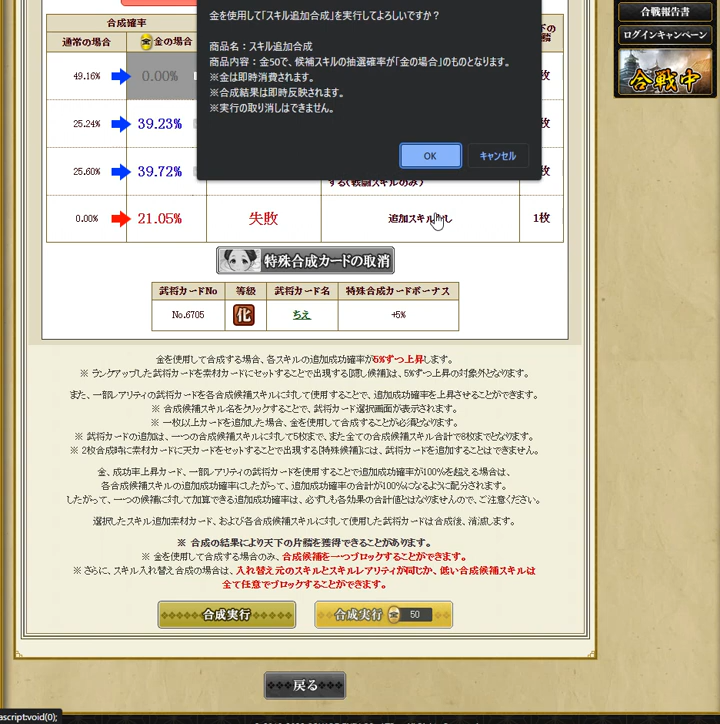 金を使用して「スキル追加合成」を実行してよろしいですか？
商品名：スキル追加合成
商品内容：金50で、候補スキルの抽選確率が「金の場合」のものとなります。
※金は即時消費されます。
※合成結果は即時反映されます。
※実行の取り消しはできません。
OK キャンセル
合戦報告書
ログインキャンペーン
合戦中
合成確率
通常の場合 金の場合
49.16% 0.00% 枚
25.24% 39.23% 枚
25.60% 39.72% 枚
する(戦闘スキルのみ)
0.00% 21.05% 失敗 追加スキル し 1枚
特殊合成カードの取消
武将カードNo 等級 武将カード名 特殊合成カードボーナス
No.6705 化 ちえ +5%
金を使用して合成する場合、各スキルの追加成功確率が5%ずつ上昇します。
※ ランクアップした武将カードを素材カードにセットすることで出現する[隠し候補]は、5%ずつ上昇の対象外となります。
また、一部レアリティの武将カードを各合成候補スキルに対して使用することで、追加成功確率を上昇させることができます。
※ 合成候補スキル名をクリックすることで、武将カード選択画面が表示されます。
※ 一枚以上カードを追加した場合、金を使用して合成することが必須となります。
※ 武将カードの追加は、一つの合成候補スキルに対して5枚まで、また全ての合成候補スキル合計で8枚までとなります。
※ 2枚合成時に素材カードに天カードをセットすることで出現する[特殊候補]には、武将カードを追加することはできません。
金、成功率上昇カード、一部レアリティの武将カードを使用することで追加成功確率が100%を超える場合は、
各合成候補スキルの追加成功確率にしたがって、追加成功確率の合計が100%になるように配分されます。
したがって、一つの候補に対して加算できる追加成功確率は、必ずしも各効果の合計値とはなりませんので、ご注意ください。
選択したスキル追加素材カード、および各合成候補スキルに対して使用した武将カードは合成後、消滅します。
※ 合成の結果により天下の片鱗を獲得できることがあります。
※ 金を使用して合成する場合のみ、合成候補を一つブロックすることができます。
※ さらに、スキル入れ替え合成の場合は、入れ替え元のスキルとスキルレアリティが同じか、低い合成候補スキルは
全て任意でブロックすることができます。
合成実行 合成実行 50
戻る
ascript:void(0);